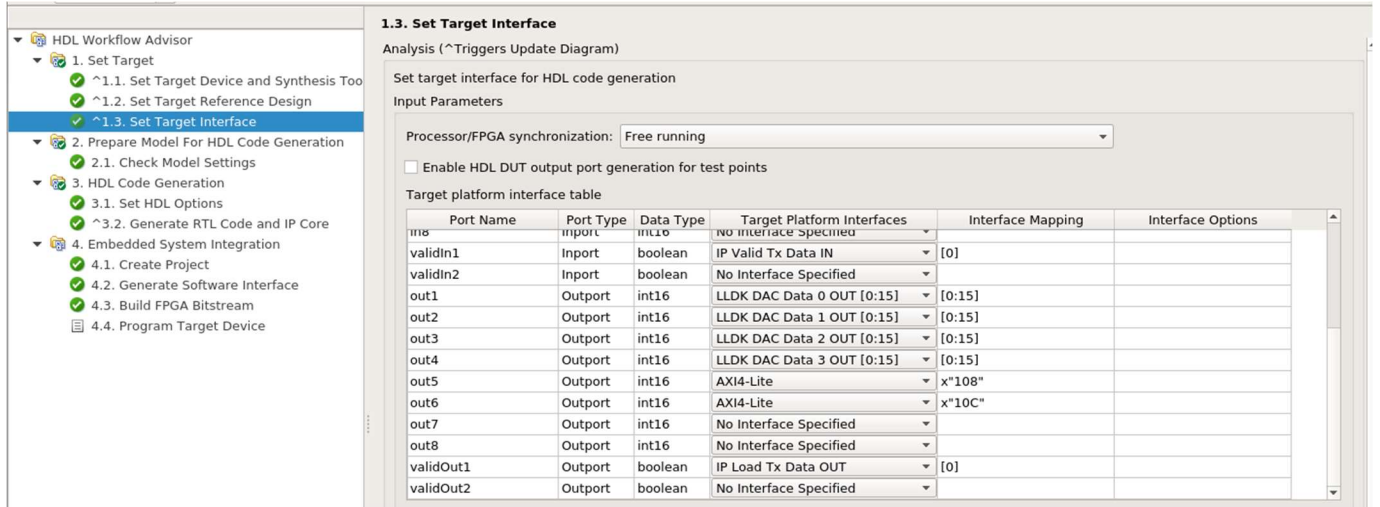 1.3. Set Target Interface
Analysis (^Triggers Update Diagram)
HDL Workflow Advisor
1. Set Target
^1.1. Set Target Device and Synthesis Too
^1.2. Set Target Reference Design
^1.3. Set Target Interface
2. Prepare Model For HDL Code Generation
2.1. Check Model Settings
3. HDL Code Generation
3.1. Set HDL Options
^3.2. Generate RTL Code and IP Core
4. Embedded System Integration
4.1. Create Project
4.2. Generate Software Interface
4.3. Build FPGA Bitstream
4.4. Program Target Device
Set target interface for HDL code generation
Input Parameters
Processor/FPGA synchronization: Free running
Enable HDL DUT output port generation for test points
Target platform interface table
Port Name Port Type Data Type Target Platform Interfaces Interface Mapping Interface Options
in8 Inport int16 No Interface Specified
validIn1 Inport boolean IP Valid Tx Data IN [0]
validIn2 Inport boolean No Interface Specified
out1 Outport int16 LLDK DAC Data 0 OUT [0:15] [0:15]
out2 Outport int16 LLDK DAC Data 1 OUT [0:15] [0:15]
out3 Outport int16 LLDK DAC Data 2 OUT [0:15] [0:15]
out4 Outport int16 LLDK DAC Data 3 OUT [0:15] [0:15]
out5 Outport int16 AXI4-Lite x"108"
out6 Outport int16 AXI4-Lite x"10C"
out7 Outport int16 No Interface Specified
out8 Outport int16 No Interface Specified
validOut1 Outport boolean IP Load Tx Data OUT [0]
validOut2 Outport boolean No Interface Specified